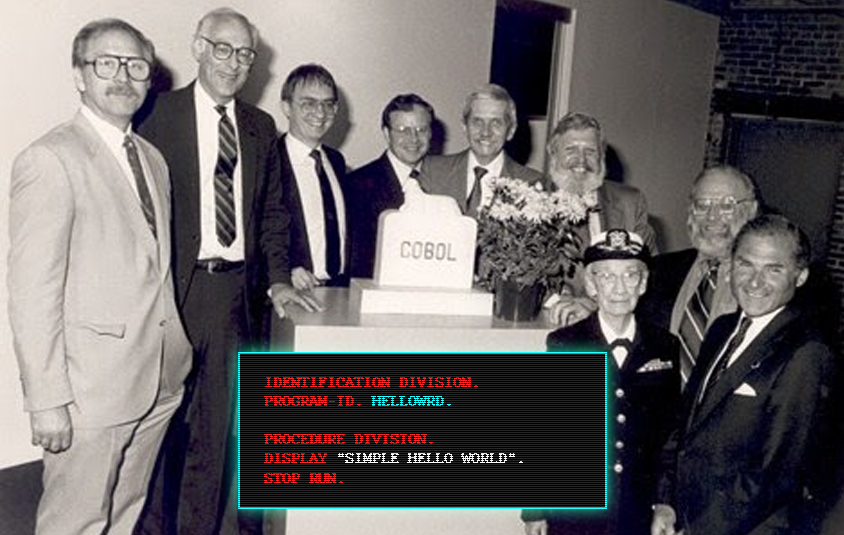 COBOL
IDENTIFICATION DIVISION.
PROGRAM-ID. HELLOWRD.
PROCEDURE DIVISION.
DISPLAY "SIMPLE HELLO WORLD".
STOP RUN.